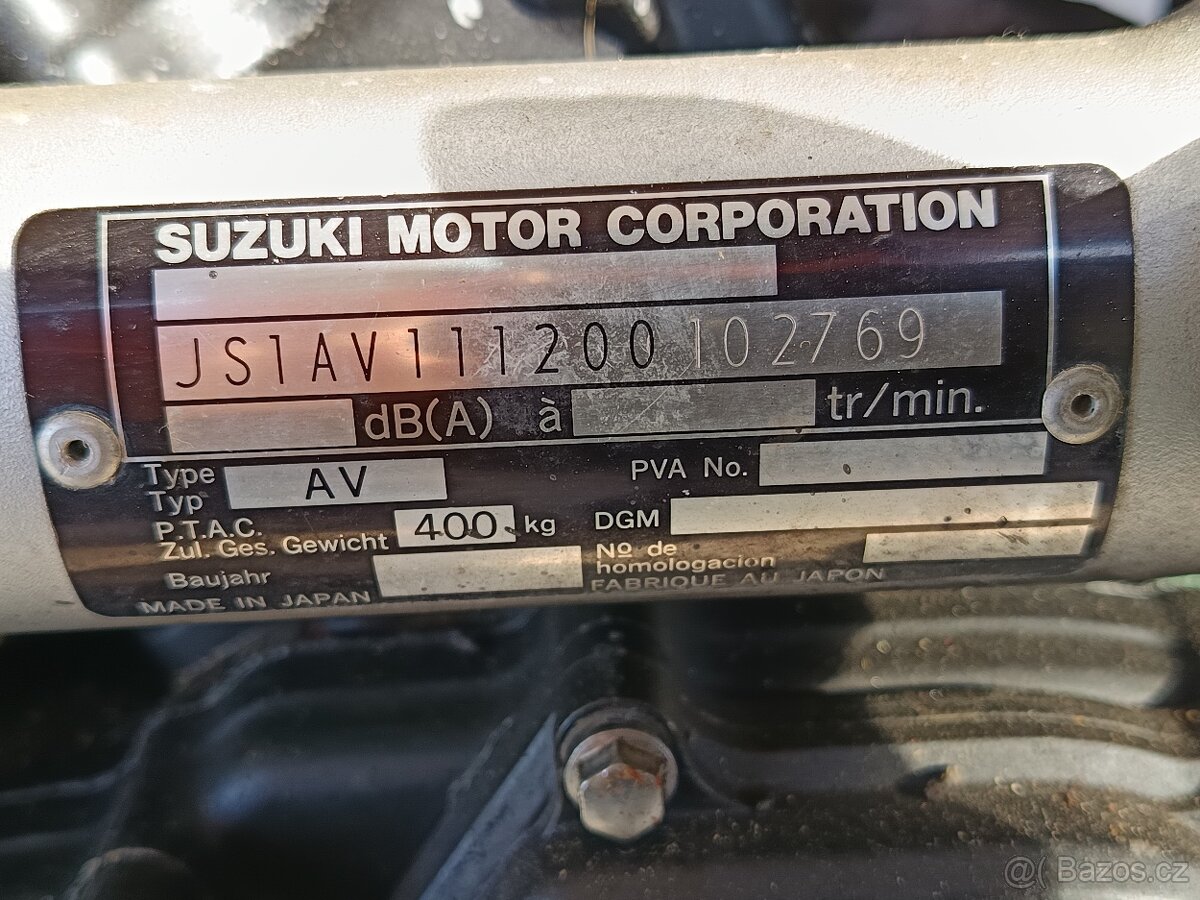 SUZUKI MOTOR CORPORATION
JS1AV111200102769
dB(A) à tr/min.
Type
Typ AV PVA No.
P.T.A.C.
Zul. Ges. Gewicht 400 kg DGM
Baujahr Nº de
homologacion
MADE IN JAPAN FABRIQUE AU JAPON
@( Bazos.cz